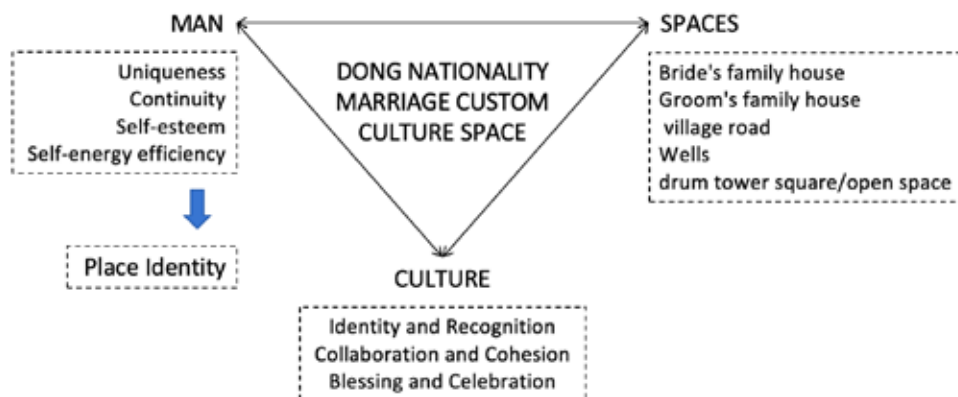 MAN
SPACES
Uniqueness
Continuity
Self-esteem
Self-energy efficiency
DONG NATIONALITY
MARRIAGE CUSTOM
CULTURE SPACE
Bride's family house
Groom's family house
village road
Wells
drum tower square/open space
Place Identity
CULTURE
Identity and Recognition
Collaboration and Cohesion
Blessing and Celebration